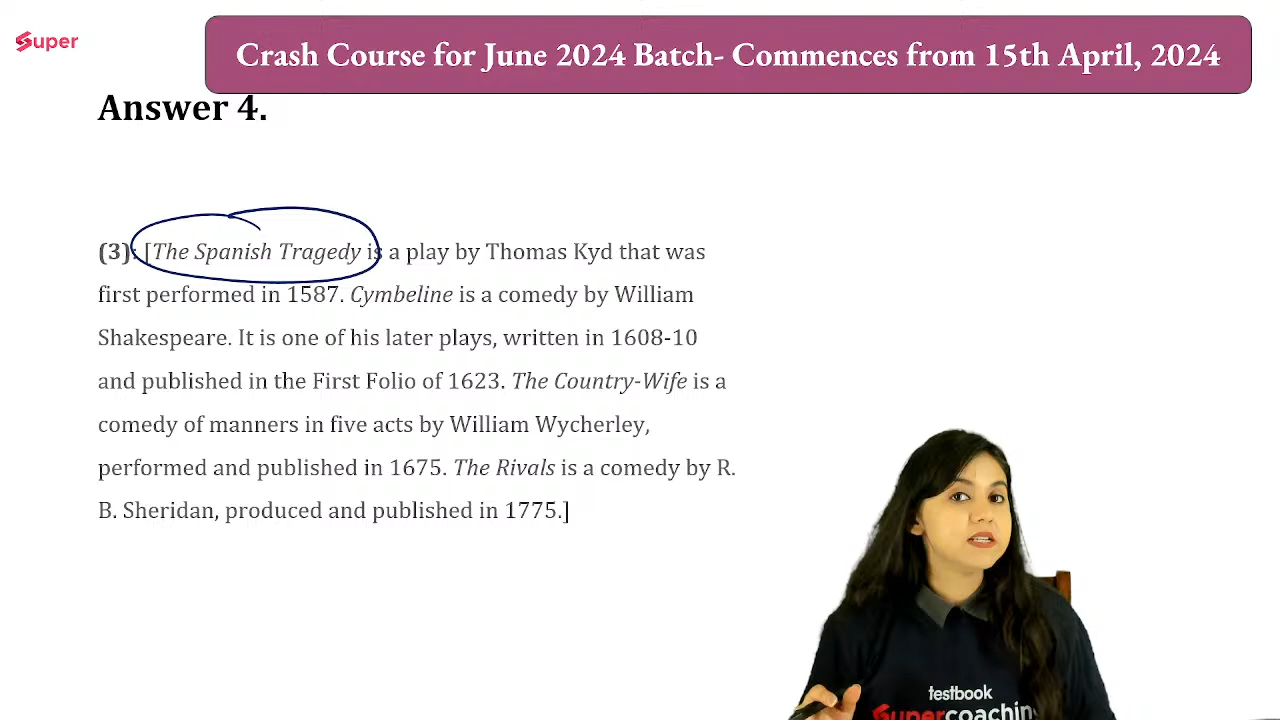 Super
Crash Course for June 2024 Batch- Commences from 15th April, 2024
Answer 4.
(3): [The Spanish Tragedy is a play by Thomas Kyd that was
first performed in 1587. Cymbeline is a comedy by William
Shakespeare. It is one of his later plays, written in 1608-10
and published in the First Folio of 1623. The Country-Wife is a
comedy of manners in five acts by William Wycherley,
performed and published in 1675. The Rivals is a comedy by R.
B. Sheridan, produced and published in 1775.]
testbook
Supercoaching